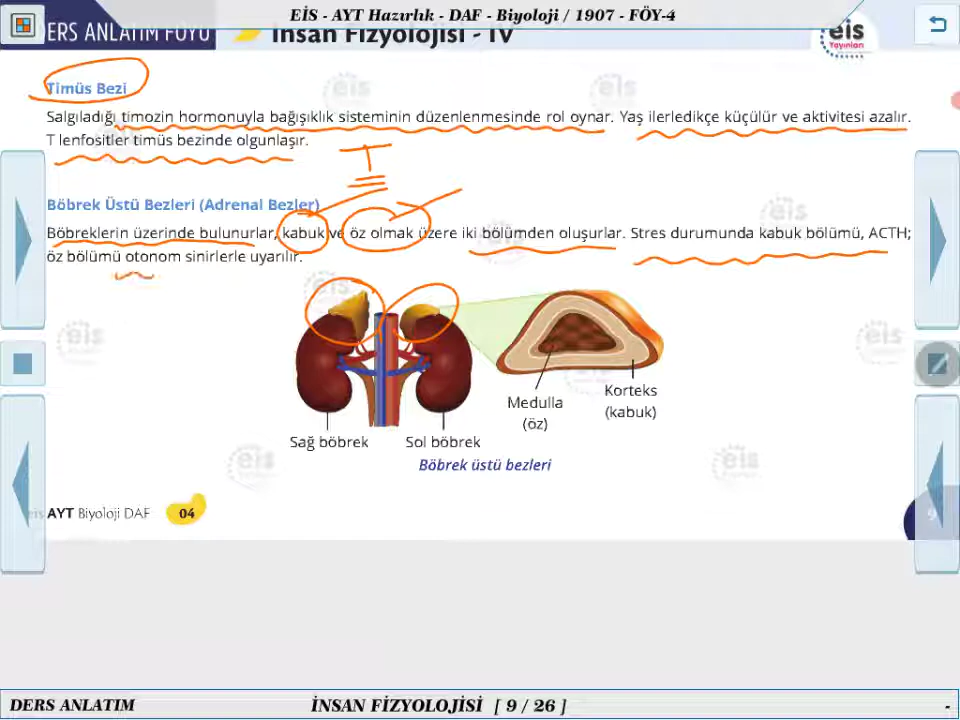 EİS - AYT Hazırlık - DAF - Biyoloji / 1907 - FÖY-4
DERS ANLATIM FÖYÜ
İnsan Fizyolojisi - IV
eis
Yayınları
Timüs Bezi
Salgıladığı timozin hormonuyla bağışıklık sisteminin düzenlenmesinde rol oynar. Yaş ilerledikçe küçülür ve aktivitesi azalır.
T lenfositler timüs bezinde olgunlaşır.
T
Böbrek Üstü Bezleri (Adrenal Bezler)
Böbreklerin üzerinde bulunurlar, kabuk ve öz olmak üzere iki bölümden oluşurlar. Stres durumunda kabuk bölümü, ACTH;
öz bölümü otonom sinirlerle uyarılır.
Medulla
(öz)
Korteks
(kabuk)
Sağ böbrek
Sol böbrek
Böbrek üstü bezleri
eis AYT Biyoloji DAF 04
9
DERS ANLATIM
İNSAN FİZYOLOJİSİ [ 9 / 26 ]
-